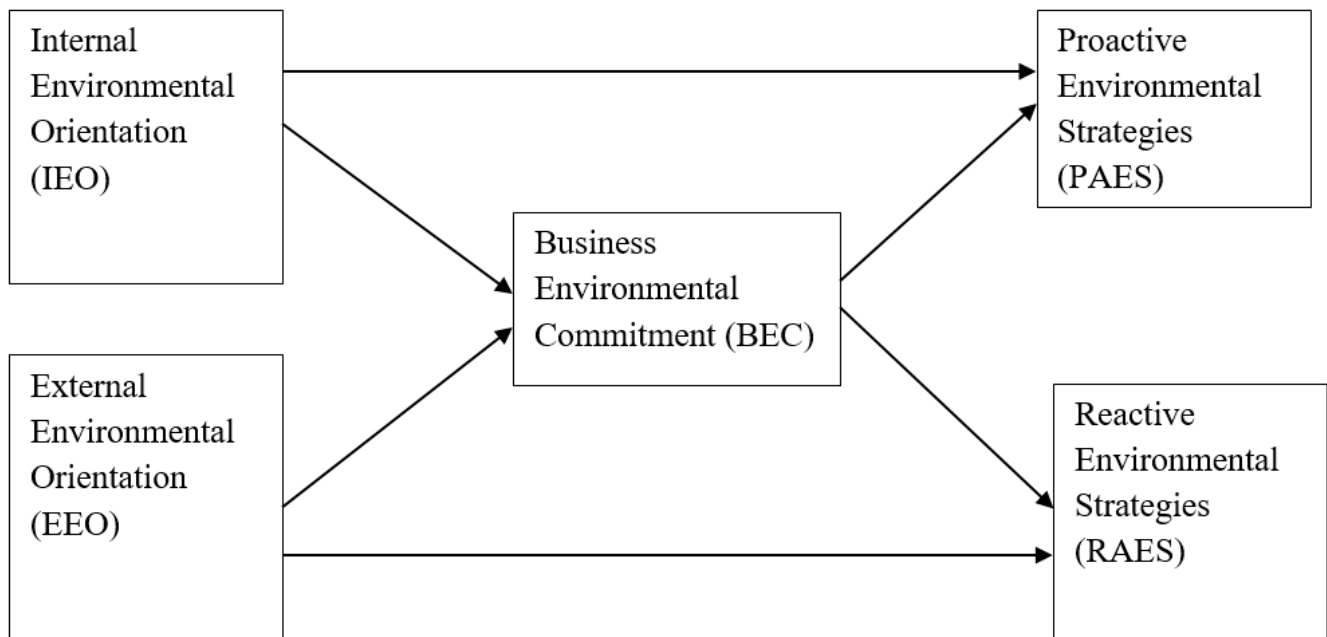 Internal
Environmental
Orientation
(IEO)
Proactive
Environmental
Strategies
(PAES)
Business
Environmental
Commitment (BEC)
External
Environmental
Orientation
(EEO)
Reactive
Environmental
Strategies
(RAES)